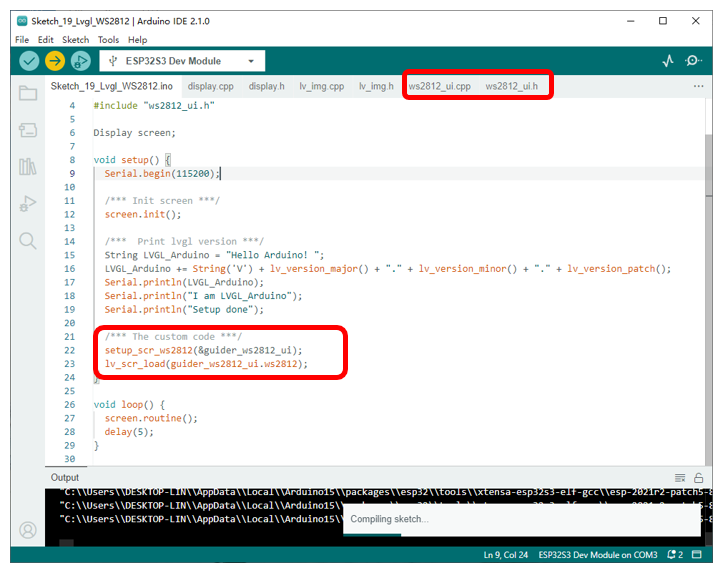 Sketch_19_Lvgl_WS2812 | Arduino IDE 2.1.0
File Edit Sketch Tools Help
ESP32S3 Dev Module
Sketch_19_Lvgl_WS2812.ino display.cpp display.h lv_img.cpp lv_img.h ws2812_ui.cpp ws2812_ui.h
4 #include "ws2812_ui.h"
5
6 Display screen;
7
8 void setup() {
9 Serial.begin(115200);
10
11 /*** Init screen ***/
12 screen.init();
13
14 /*** Print lvgl version ***/
15 String LVGL_Arduino = "Hello Arduino! ";
16 LVGL_Arduino += String('V') + lv_version_major() + "." + lv_version_minor() + "." + lv_version_patch();
17 Serial.println(LVGL_Arduino);
18 Serial.println("I am LVGL_Arduino");
19 Serial.println("Setup done");
20
21 /*** The custom code ***/
22 setup_scr_ws2812(&guider_ws2812_ui);
23 lv_scr_load(guider_ws2812_ui.ws2812);
24 }
25
26 void loop() {
27 screen.routine();
28 delay(5);
29 }
30
Output
"C:\\Users\\DESKTOP-LIN\\AppData\\Local\\Arduino15\\packages\\esp32\\tools\\xtensa-esp32s3-elf-gcc\\esp-2021r2-patch5-8
"C:\\Users\\DESKTOP-LIN\\AppData\\Local\\Arduino15\\
"C:\\Users\\DESKTOP-LIN\\AppData\\Local\\Arduino15\\
Compiling sketch...
Ln 9, Col 24 ESP32S3 Dev Module on COM3 2